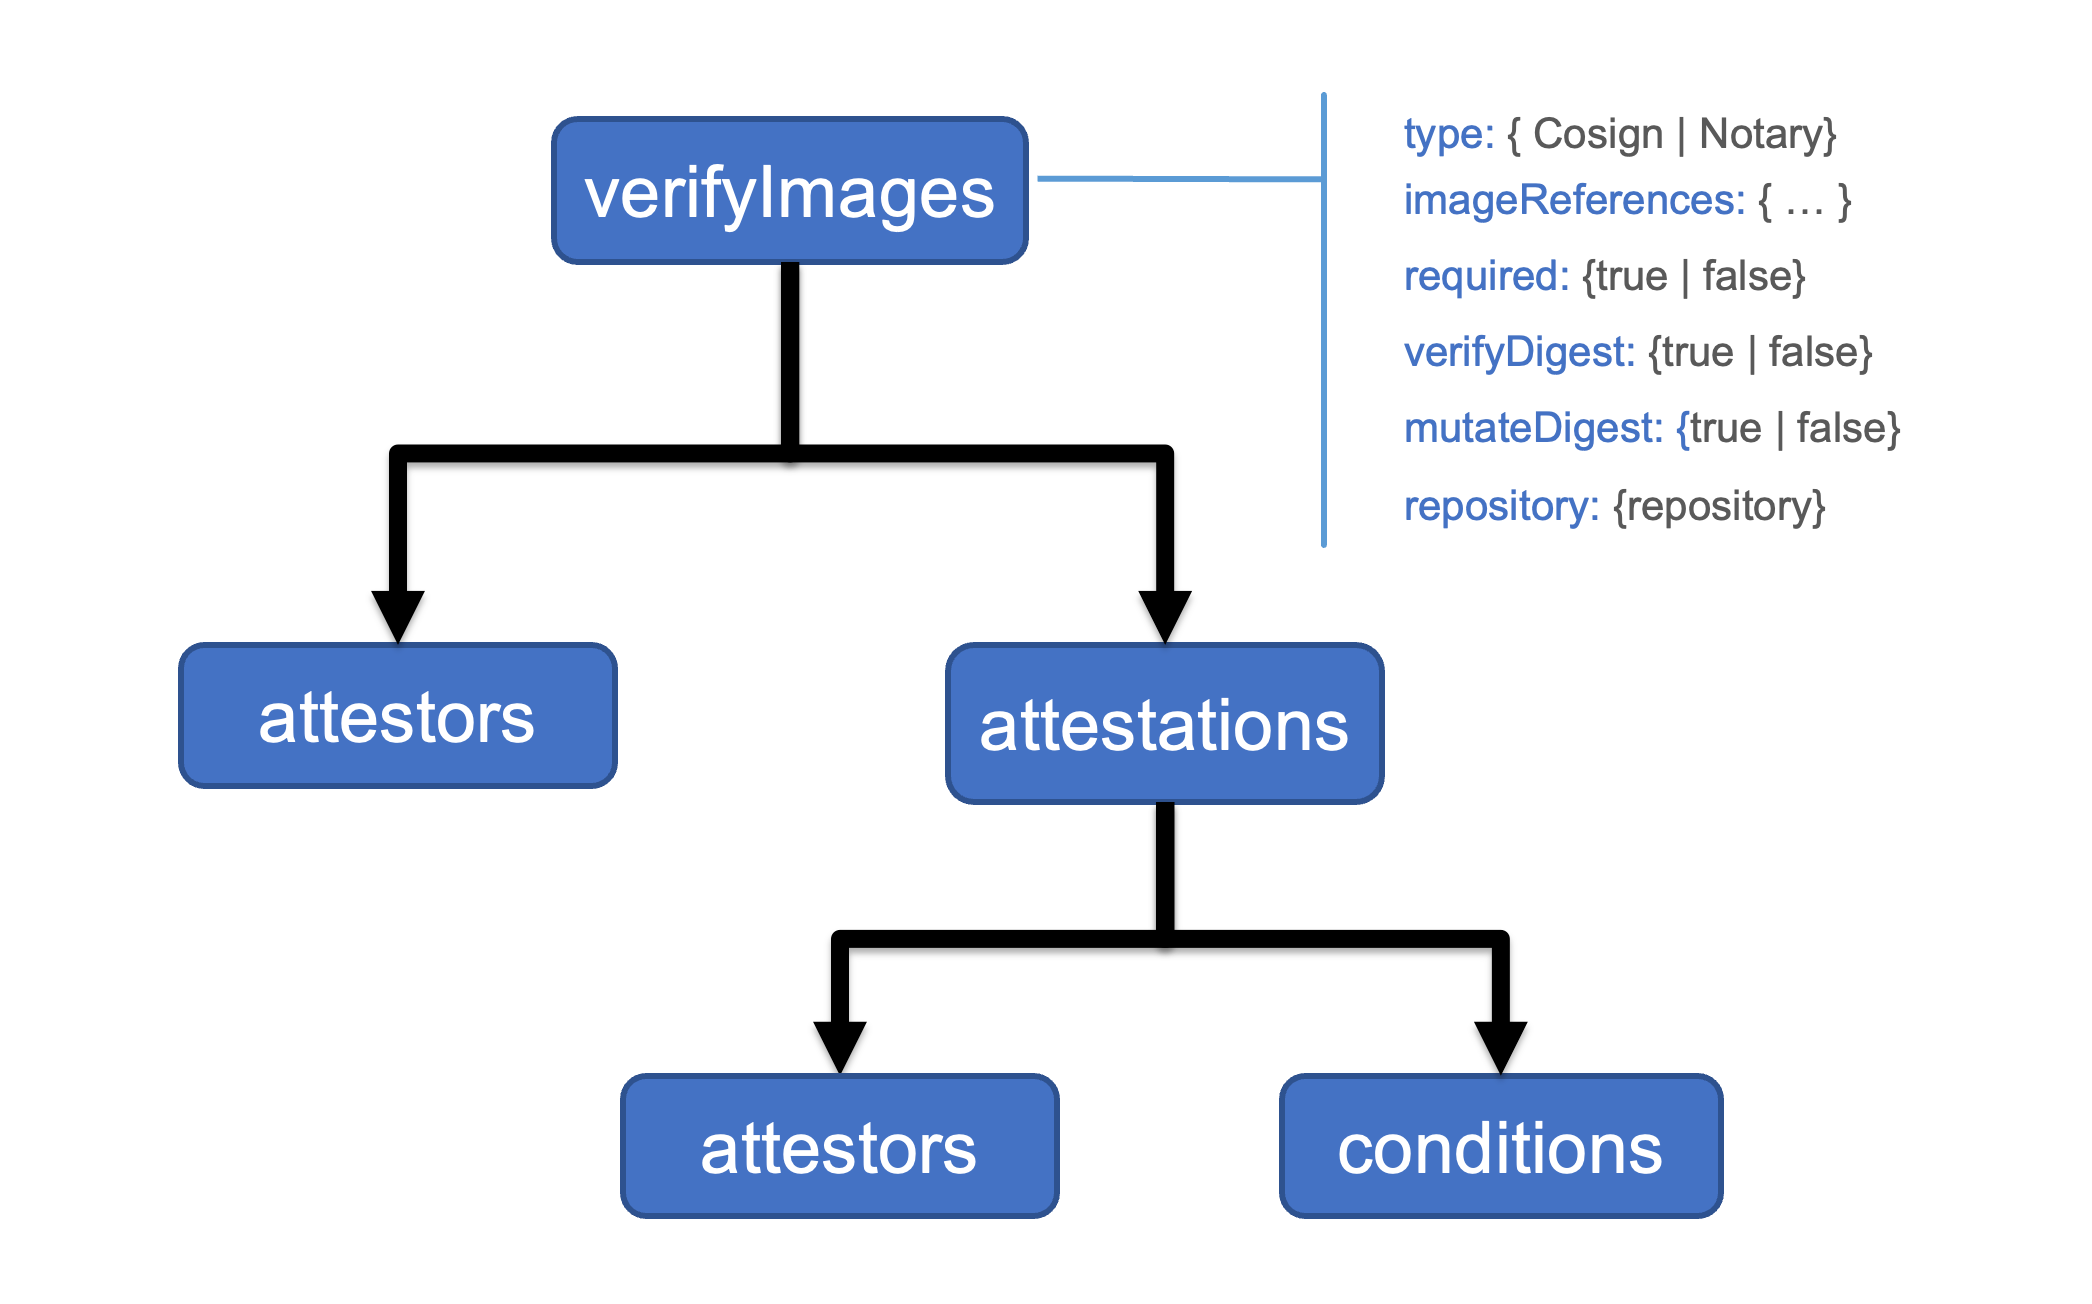 verifyImages
type: { Cosign | Notary}
imageReferences: { … }
required: {true | false}
verifyDigest: {true | false}
mutateDigest: {true | false}
repository: {repository}
attestors
attestations
attestors
conditions